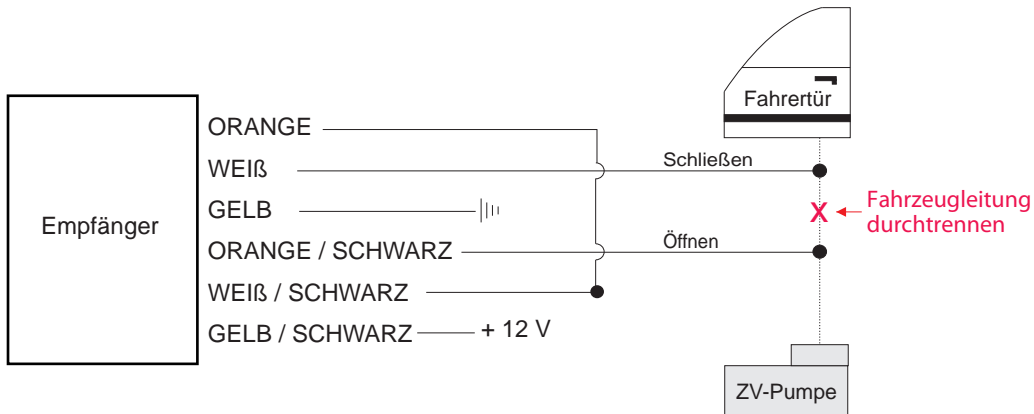 Fahrertür
ORANGE
WEIß
Schließen
GELB
X
Fahrzeugleitung
durchtrennen
Empfänger
ORANGE / SCHWARZ
Öffnen
WEIß / SCHWARZ
GELB / SCHWARZ
+ 12 V
ZV-Pumpe